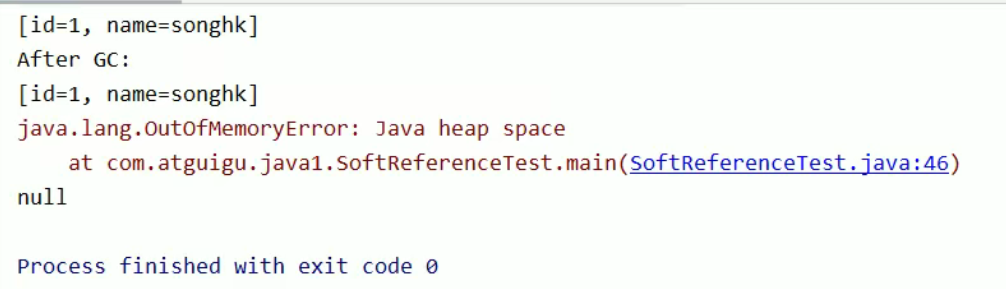 [id=1, name=songhk]
After GC:
[id=1, name=songhk]
java.lang.OutOfMemoryError: Java heap space
    at com.atguigu.java1.SoftReferenceTest.main(SoftReferenceTest.java:46)
null
Process finished with exit code 0